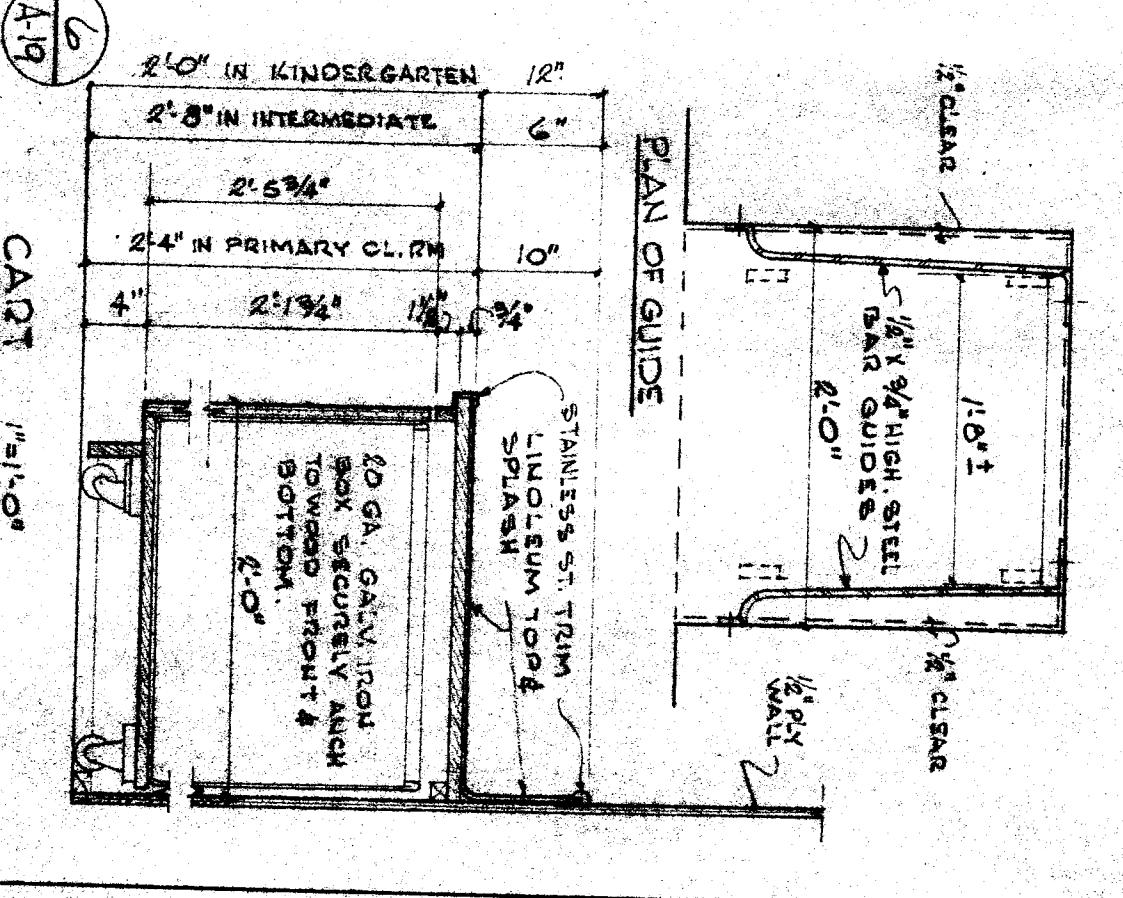 6
A-19
2'-0" IN KINDERGARTEN
12"
2'-8" IN INTERMEDIATE
6"
2'-5 3/4"
2'-4" IN PRIMARY CL. RM
10"
4"
2'-1 3/4"
3/4"
CART
1"=1'-0"
PLAN OF GUIDE
1/2" CLEAR
1/2" X 3/4" HIGH. STEEL
BAR GUIDES
1'-8" ±
2'-0"
1/2" CLEAR
1/2" PLY
WALL
STAINLESS ST. TRIM
LINOLEUM TOP &
SPLASH
20 GA. GALV. IRON
BOX SECURELY ANCH
TO WOOD FRONT &
BOTTOM.
2'-0"